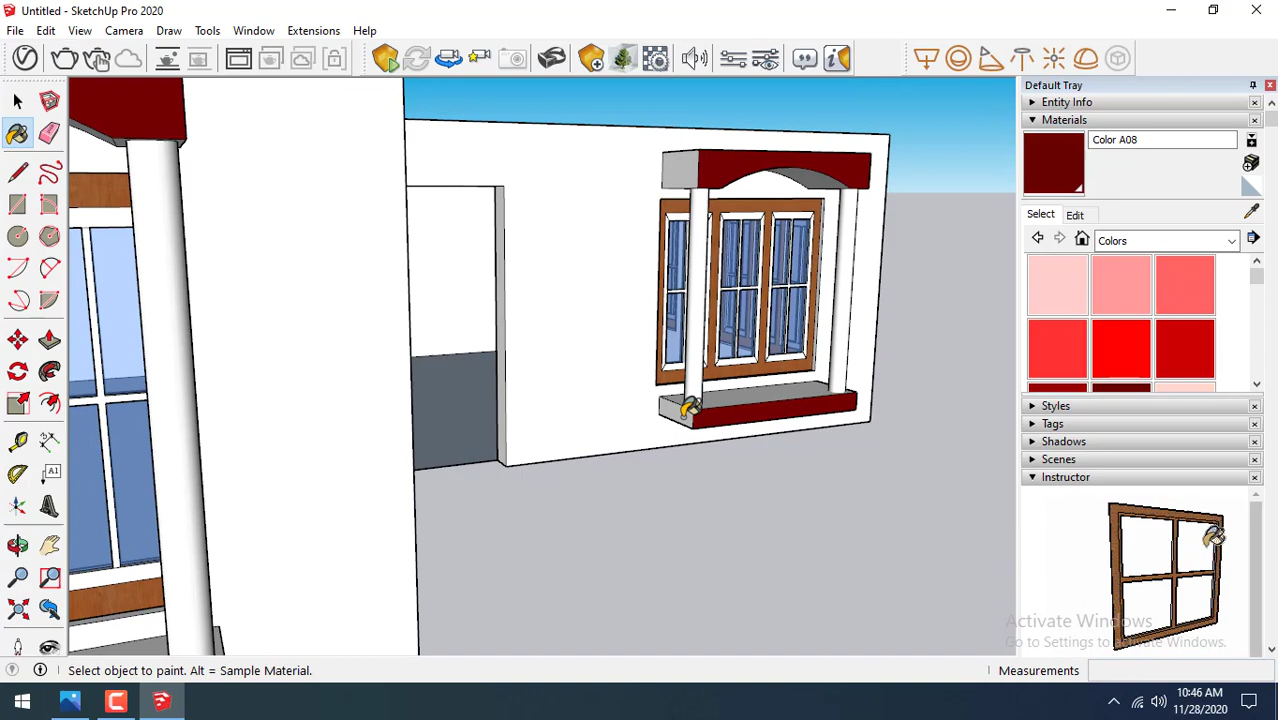 Untitled - SketchUp Pro 2020
File Edit View Camera Draw Tools Window Extensions Help
Default Tray
Entity Info
Materials
Color A08
Select Edit
Colors
A1
Styles
Tags
Shadows
Scenes
Instructor
Activate Windows
Go to Settings to Activate Windows.
Select object to paint. Alt = Sample Material.
Measurements
10:46 AM
11/28/2020